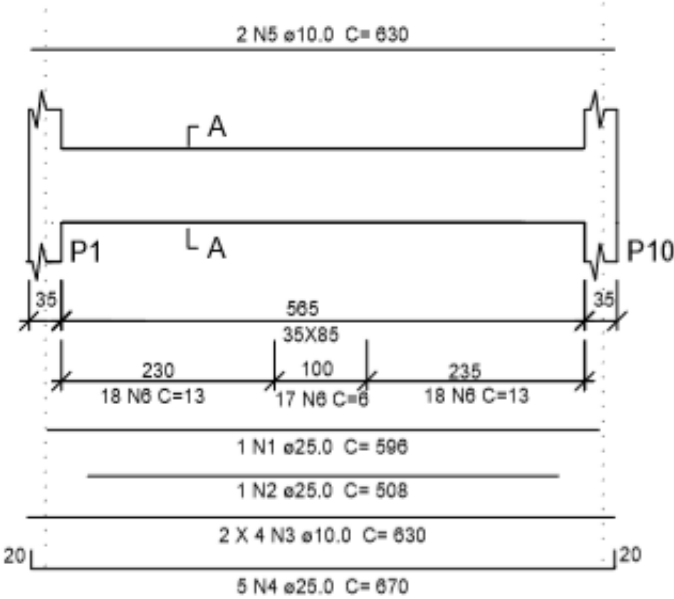 2 N5 ø10.0 C= 630
A
A
P1
P10
35
565
35
35X85
230
100
235
18 N6 C=13
17 N6 C=6
18 N6 C=13
1 N1 ø25.0 C= 596
1 N2 ø25.0 C= 508
2 X 4 N3 ø10.0 C= 630
20
20
5 N4 ø25.0 C= 670